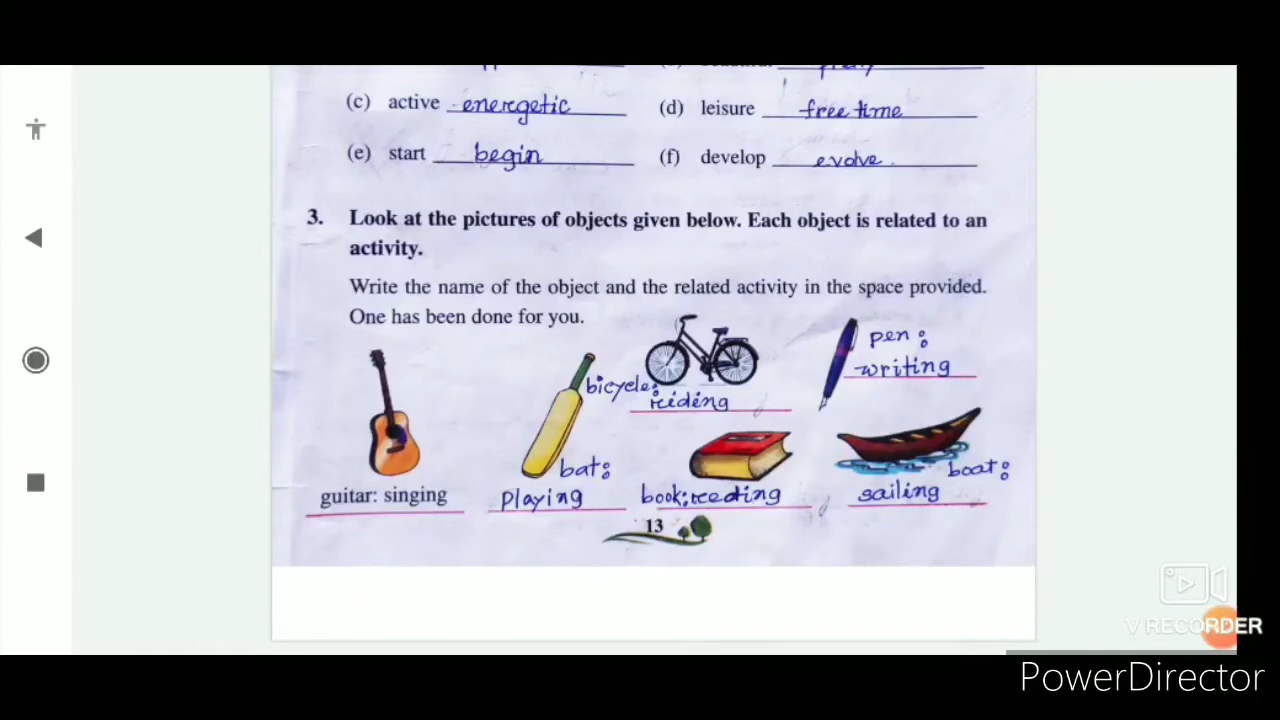 (c) active energetic (d) leisure free time
(e) start begin (f) develop evolve.
3. Look at the pictures of objects given below. Each object is related to an
activity.
Write the name of the object and the related activity in the space provided.
One has been done for you.
pen:
writing
bicycle:
reiding
bat:
boat:
guitar: singing
playing
book: reeding
sailing
13
V RECORDER
PowerDirector